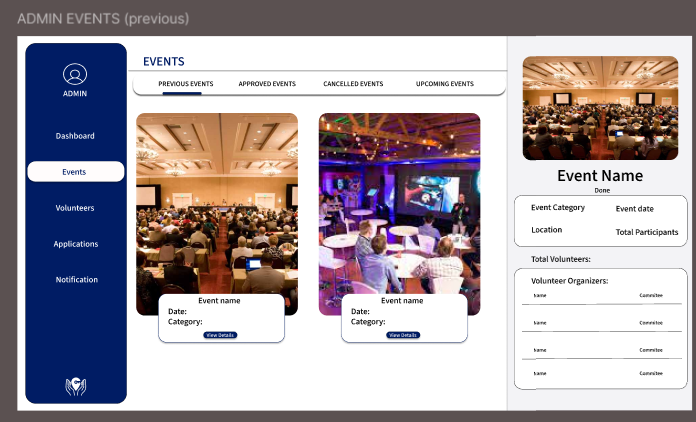 ADMIN EVENTS (previous)
ADMIN
Dashboard
Events
Volunteers
Applications
Notification
EVENTS
PREVIOUS EVENTS
APPROVED EVENTS
CANCELLED EVENTS
UPCOMING EVENTS
Event name
Date:
Category:
View Details
Event name
Date:
Category:
View Details
Event Name
Done
Event Category
Event date
Location
Total Participants
Total Volunteers:
Volunteer Organizers:
Name
Commitee
Name
Commitee
Name
Commitee
Name
Commitee